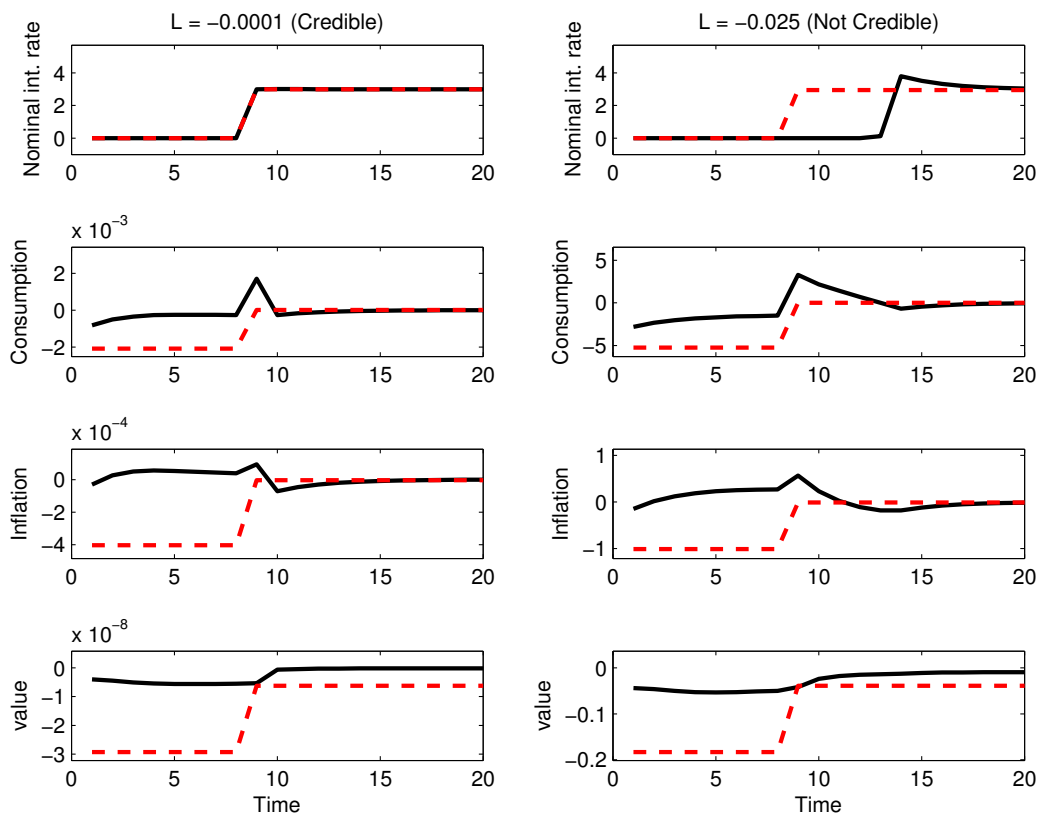 L = −0.0001 (Credible)
Nominal int. rate
4
2
0
0 5 10 15 20
x 10−3
Consumption
2
0
−2
0 5 10 15 20
x 10−4
Inflation
0
−2
−4
0 5 10 15 20
x 10−8
value
0
−1
−2
−3
0 5 10 15 20
Time
L = −0.025 (Not Credible)
Nominal int. rate
4
2
0
0 5 10 15 20
Consumption
5
0
−5
0 5 10 15 20
Inflation
1
0
−1
0 5 10 15 20
value
0
−0.1
−0.2
0 5 10 15 20
Time